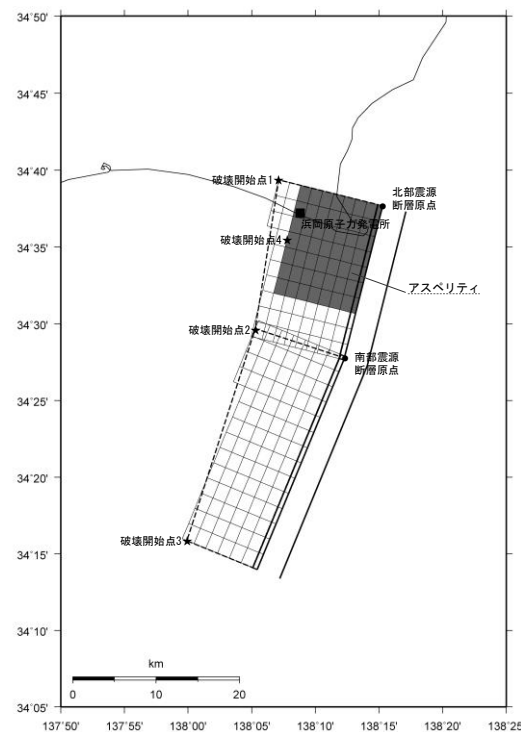 34°50'
34°45'
34°40'
34°35'
34°30'
34°25'
34°20'
34°15'
34°10'
34°05'
137°50'
137°55'
138°00'
138°05'
138°10'
138°15'
138°20'
138°25'
破壊開始点1
北部震源
断層原点
浜岡原子力発電所
破壊開始点4
アスペリティ
破壊開始点2
南部震源
断層原点
破壊開始点3
km
0
10
20